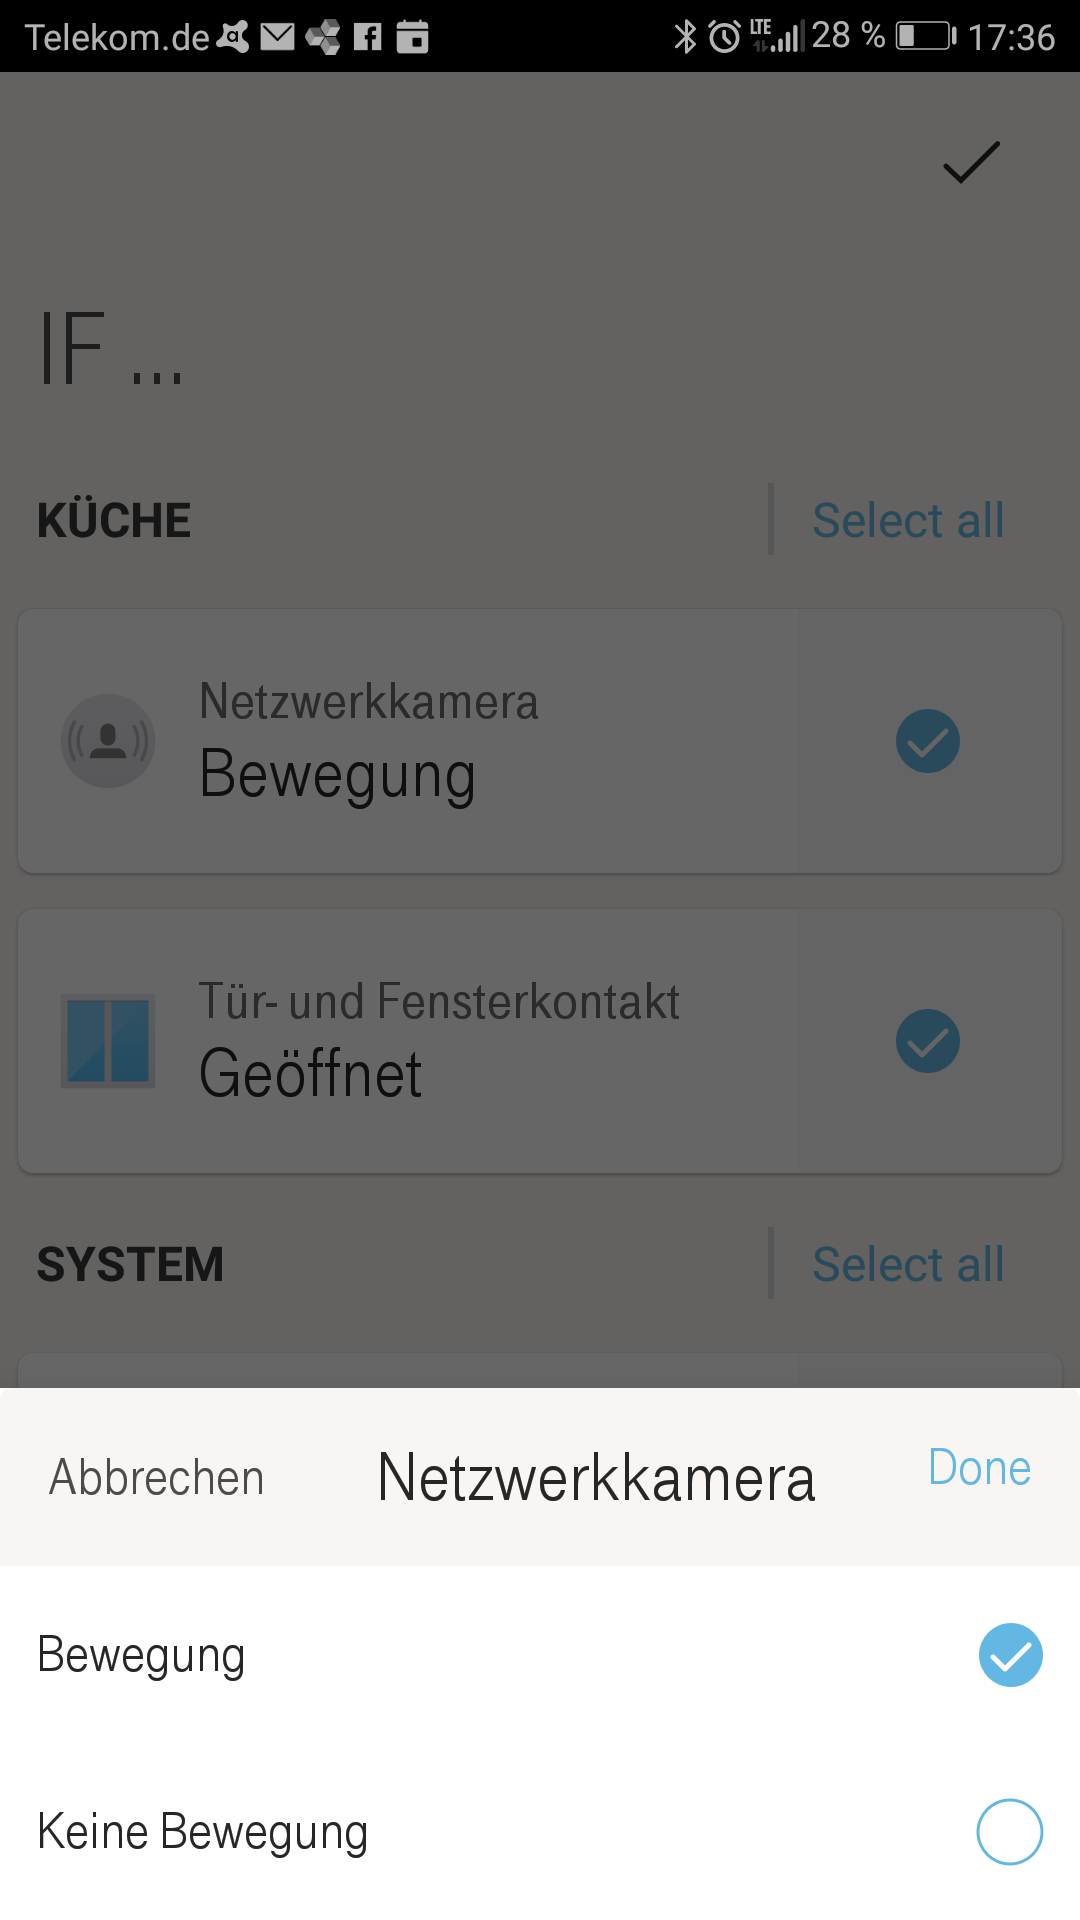 Telekom.de LTE 28 % 17:36
IF ...
KÜCHE Select all
Netzwerkkamera
Bewegung
Tür- und Fensterkontakt
Geöffnet
SYSTEM Select all
Abbrechen Netzwerkkamera Done
Bewegung
Keine Bewegung